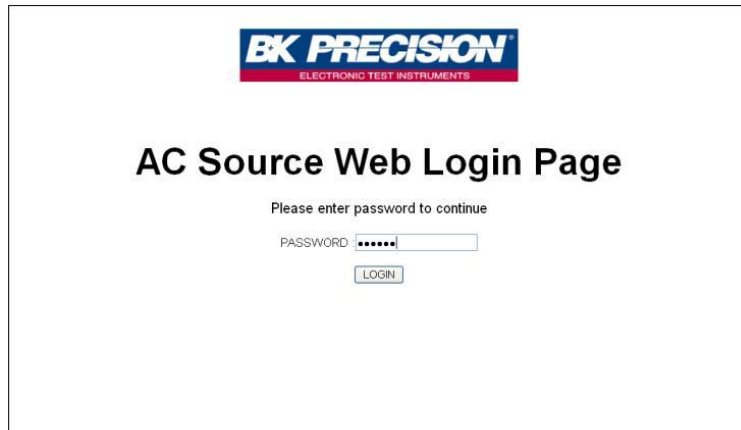 BK PRECISION®
ELECTRONIC TEST INSTRUMENTS
AC Source Web Login Page
Please enter password to continue
PASSWORD : ••••••
LOGIN